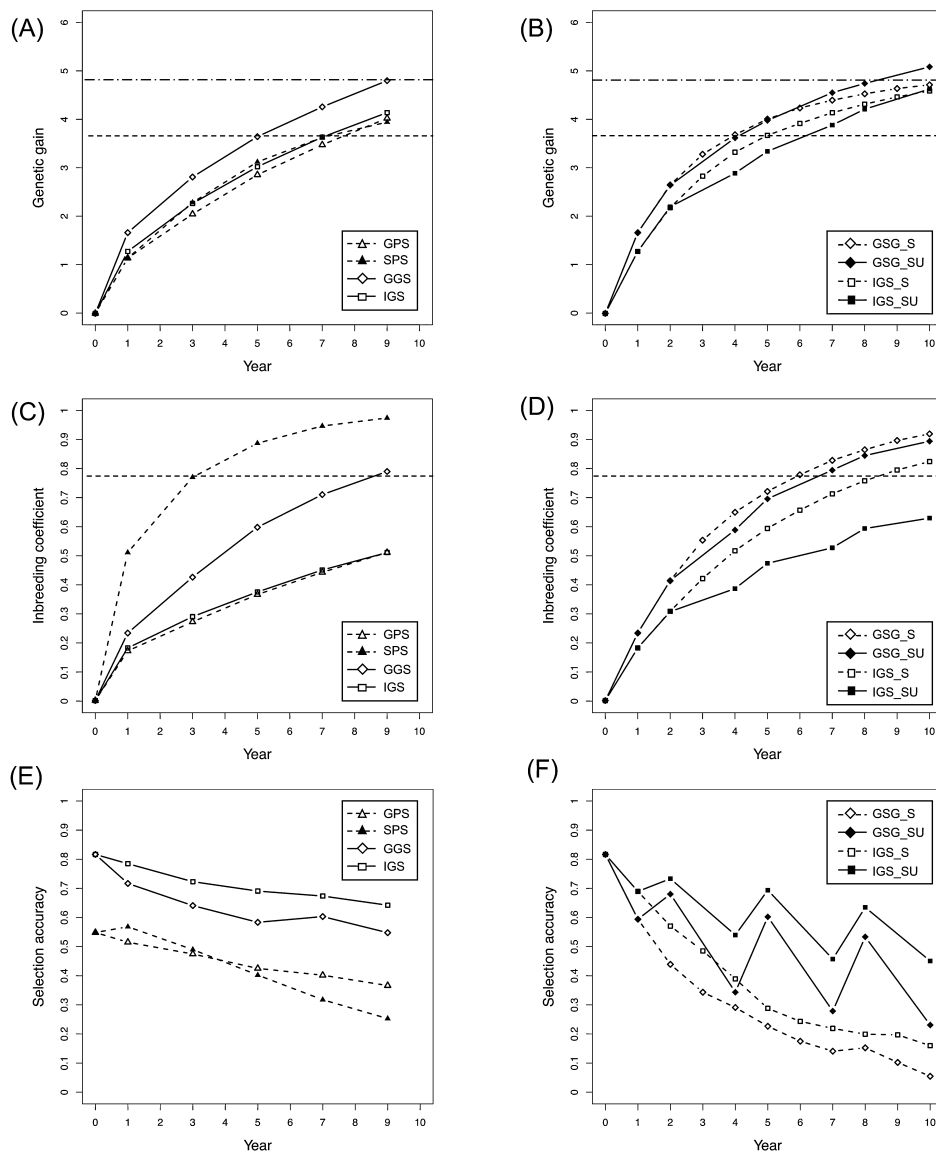 (A)
Genetic gain
6
5
4
3
2
1
0
GPS
SPS
GGS
IGS
0 1 2 3 4 5 6 7 8 9 10
Year
(B)
Genetic gain
6
5
4
3
2
1
0
GSG_S
GSG_SU
IGS_S
IGS_SU
0 1 2 3 4 5 6 7 8 9 10
Year
(C)
Inbreeding coefficient
1
0.9
0.8
0.7
0.6
0.5
0.4
0.3
0.2
0.1
0
GPS
SPS
GGS
IGS
0 1 2 3 4 5 6 7 8 9 10
Year
(D)
Inbreeding coefficient
1
0.9
0.8
0.7
0.6
0.5
0.4
0.3
0.2
0.1
0
GSG_S
GSG_SU
IGS_S
IGS_SU
0 1 2 3 4 5 6 7 8 9 10
Year
(E)
Selection accuracy
1
0.9
0.8
0.7
0.6
0.5
0.4
0.3
0.2
0.1
0
GPS
SPS
GGS
IGS
0 1 2 3 4 5 6 7 8 9 10
Year
(F)
Selection accuracy
1
0.9
0.8
0.7
0.6
0.5
0.4
0.3
0.2
0.1
0
GSG_S
GSG_SU
IGS_S
IGS_SU
0 1 2 3 4 5 6 7 8 9 10
Year